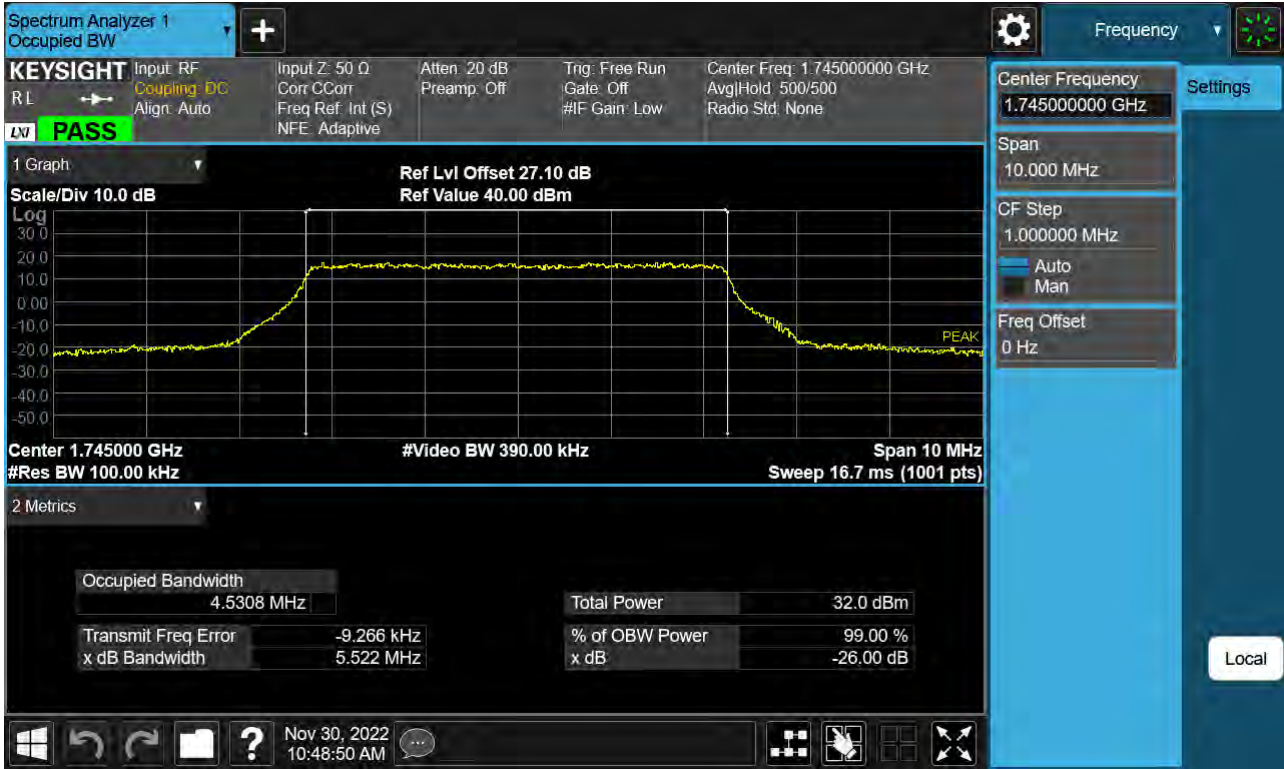 Spectrum Analyzer 1
Occupied BW
+
Frequency
KEYSIGHT
R L
LXI
PASS
Input: RF
Coupling: DC
Align: Auto
Input Z: 50 Ω
Corr CCorr
Freq Ref: Int (S)
NFE: Adaptive
Atten: 20 dB
Preamp: Off
Trig: Free Run
Gate: Off
#IF Gain: Low
Center Freq: 1.745000000 GHz
Avg|Hold: 500/500
Radio Std: None
1 Graph
Scale/Div 10.0 dB
Ref Lvl Offset 27.10 dB
Ref Value 40.00 dBm
Log
30.0
20.0
10.0
0.00
-10.0
-20.0
-30.0
-40.0
-50.0
PEAK
Center 1.745000 GHz
#Video BW 390.00 kHz
Span 10 MHz
#Res BW 100.00 kHz
Sweep 16.7 ms (1001 pts)
2 Metrics
Occupied Bandwidth
4.5308 MHz
Total Power 32.0 dBm
Transmit Freq Error -9.266 kHz
% of OBW Power 99.00 %
x dB Bandwidth 5.522 MHz
x dB -26.00 dB
Center Frequency
1.745000000 GHz
Settings
Span
10.000 MHz
CF Step
1.000000 MHz
Auto
Man
Freq Offset
0 Hz
Local
?
Nov 30, 2022
10:48:50 AM